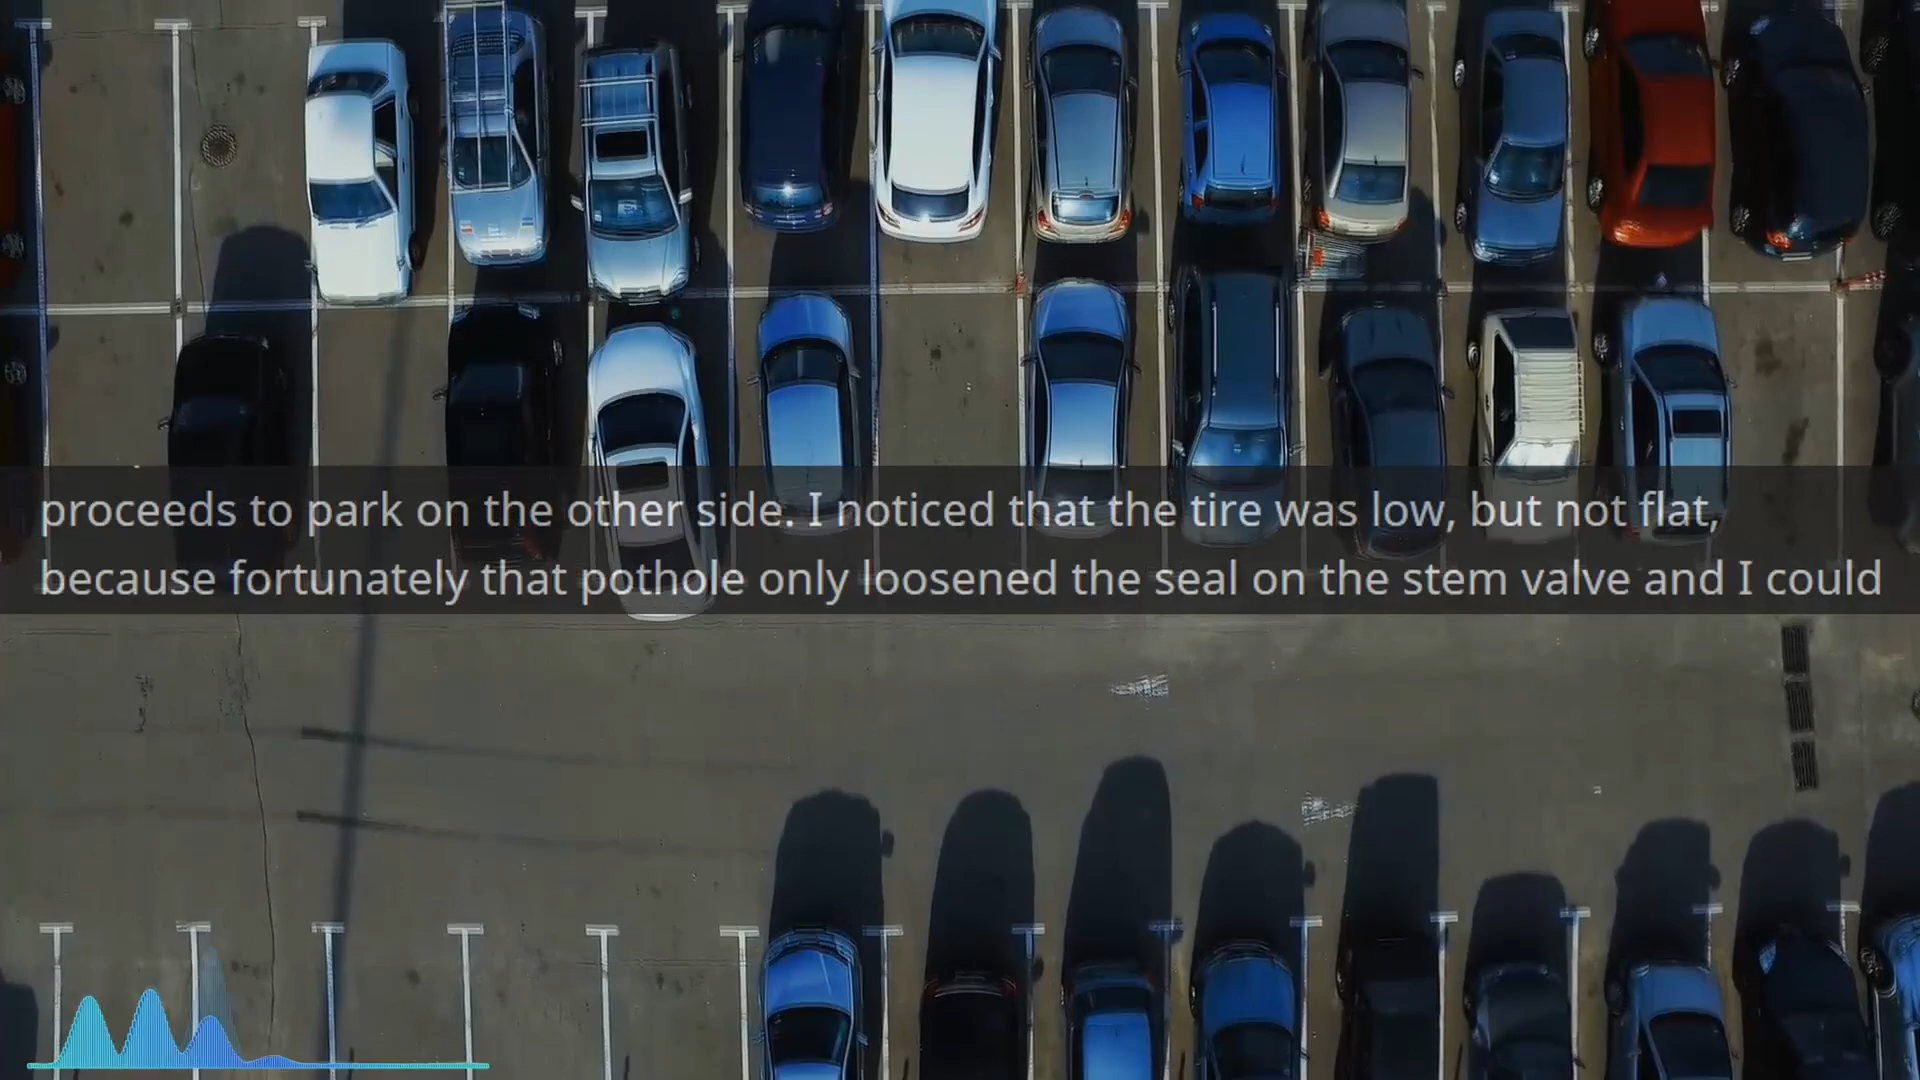 proceeds to park on the other side. I noticed that the tire was low, but not flat,
because fortunately that pothole only loosened the seal on the stem valve and I could